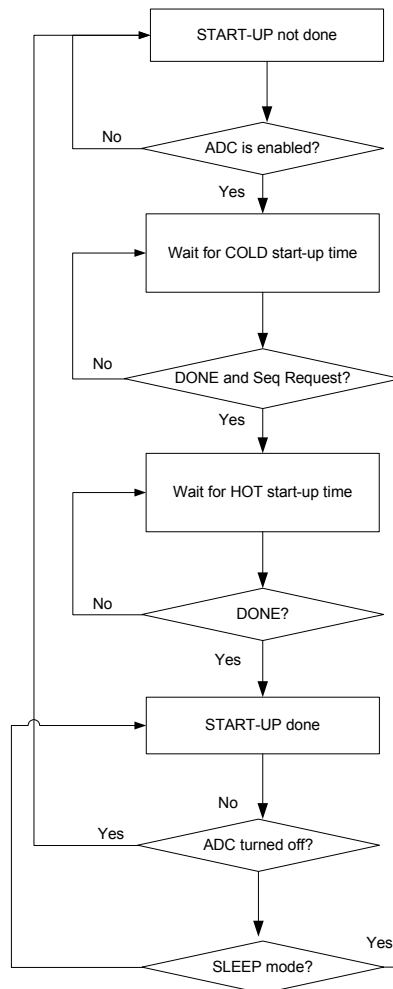 START-UP not done
No
ADC is enabled?
Yes
Wait for COLD start-up time
No
DONE and Seq Request?
Yes
Wait for HOT start-up time
No
DONE?
Yes
START-UP done
No
Yes
ADC turned off?
Yes
SLEEP mode?